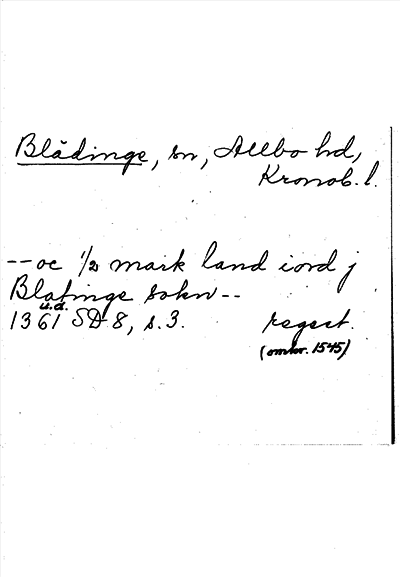 Blädinge, sn, Allbo hd,
Kronob. l.
-- oc 1/2 mark land iord j
Blatinge sokn --
u.d.
1361 SD 8, s. 3. regest.
(omkr. 1545)